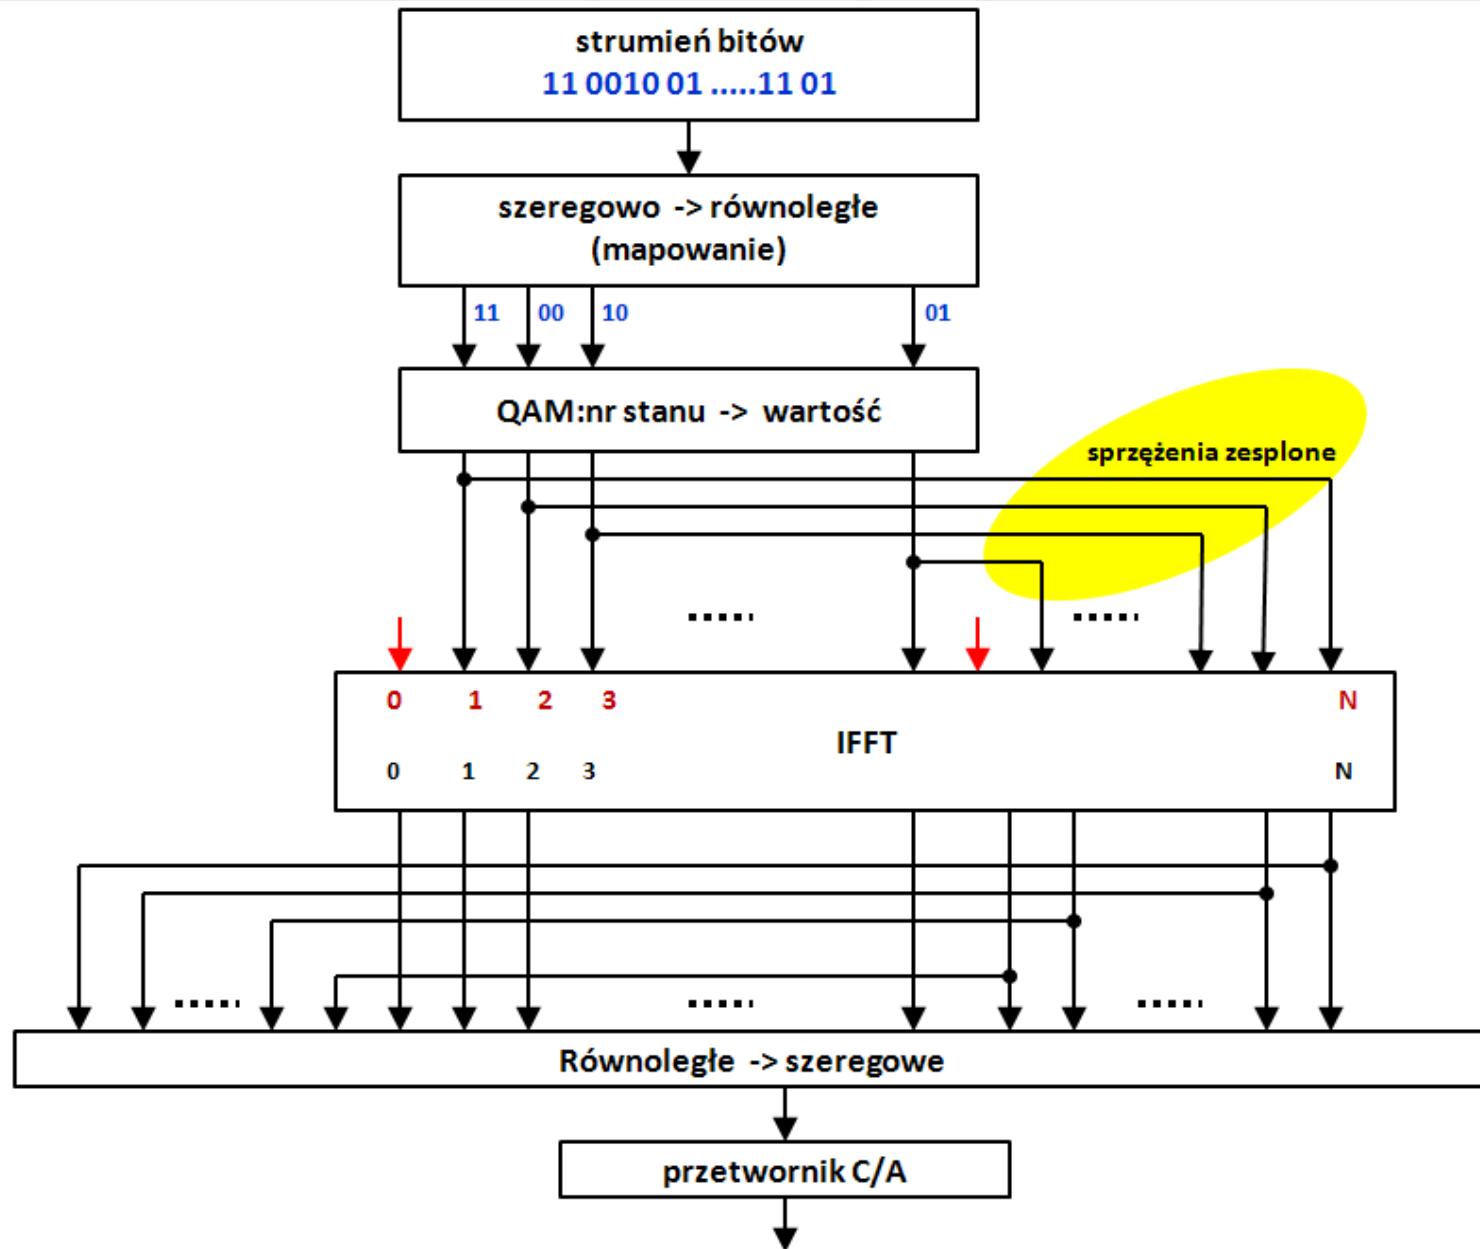 strumień bitów
11 0010 01 .....11 01
szeregowo -> równoległe
(mapowanie)
11 00 10 01
QAM:nr stanu -> wartość
sprzężenia zesplone
0 1 2 3 N
IFFT
0 1 2 3 N
Równoległe -> szeregowe
przetwornik C/A